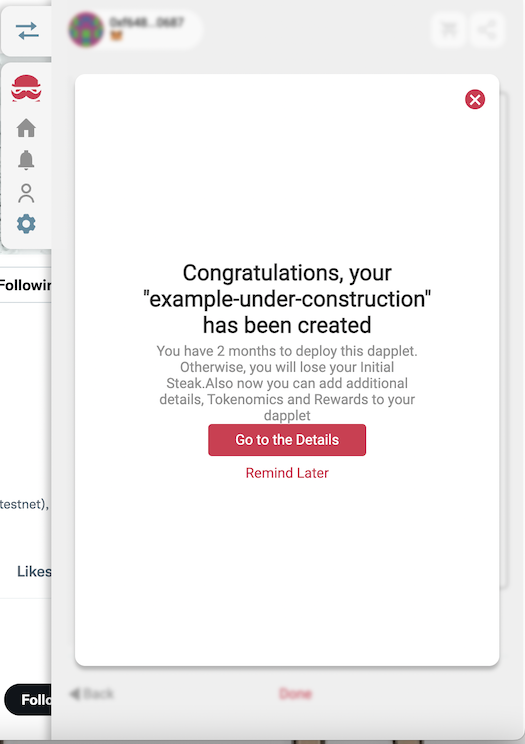 0xf648...0687
Followin
Congratulations, your
"example-under-construction"
has been created
You have 2 months to deploy this dapplet.
Otherwise, you will lose your Initial
Steak.Also now you can add additional
details, Tokenomics and Rewards to your
dapplet
Go to the Details
Remind Later
testnet),
Likes
Follo
Back
Done